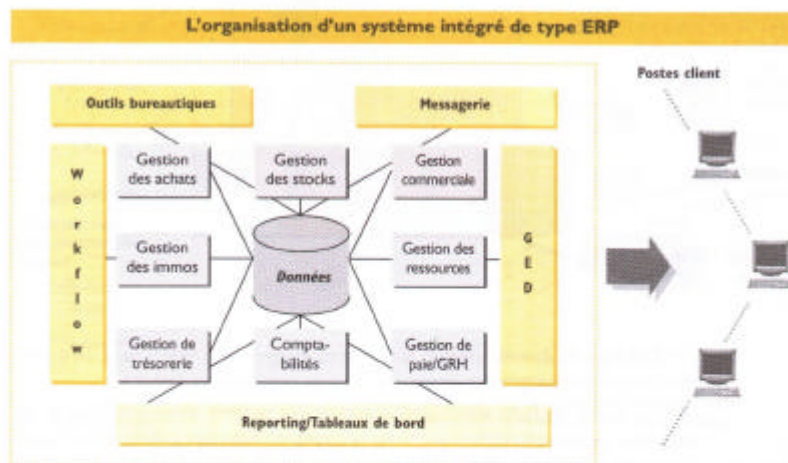 L'organisation d'un système intégré de type ERP
Postes client
Outils bureautiques
Messagerie
Workflow
Gestion
des achats
Gestion
des stocks
Gestion
commerciale
GED
Gestion
des immos
Données
Gestion des
ressources
Gestion de
trésorerie
Compta-
bilités
Gestion de
paie/GRH
Reporting/Tableaux de bord